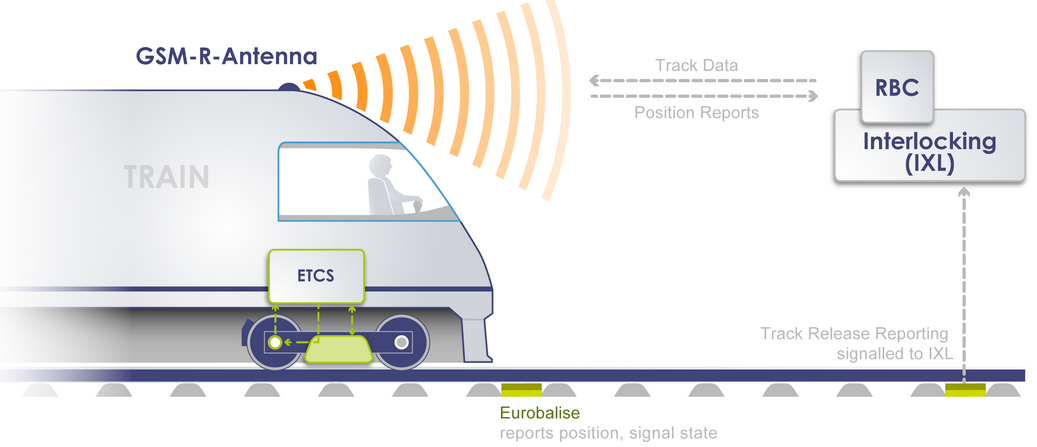 GSM-R-Antenna
Track Data
Position Reports
RBC
Interlocking
(IXL)
TRAIN
ETCS
Track Release Reporting
signalled to IXL
Eurobalise
reports position, signal state